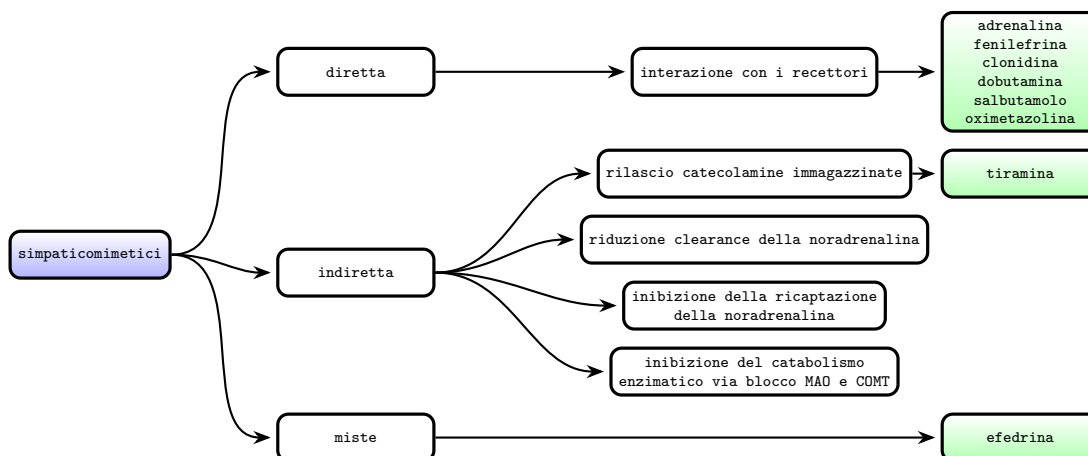 simpaticomimetici
diretta
interazione con i recettori
adrenalina
fenilefrina
clonidina
dobutamina
salbutamolo
oximetazolina
indiretta
rilascio catecolamine immagazzinate
tiramina
riduzione clearance della noradrenalina
inibizione della ricaptazione
della noradrenalina
inibizione del catabolismo
enzimatico via blocco MAO e COMT
miste
efedrina